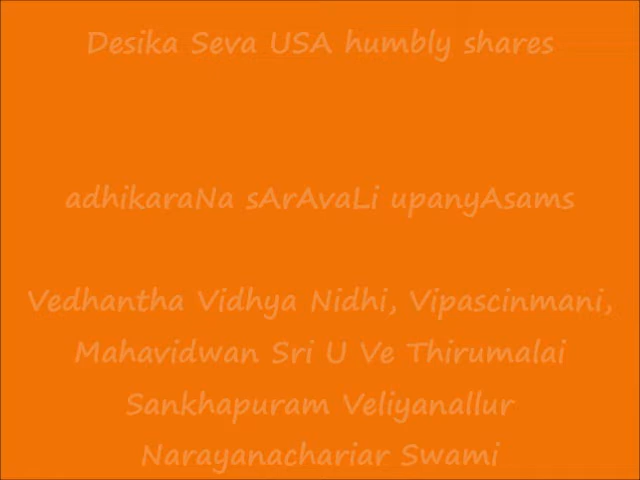 Desika Seva USA humbly shares
adhikaraNa sArAvaLi upanyAsams
Vedhantha Vidhya Nidhi, Vipascinmani,
Mahavidwan Sri U Ve Thirumalai
Sankhapuram Veliyanallur
Narayanachariar Swami